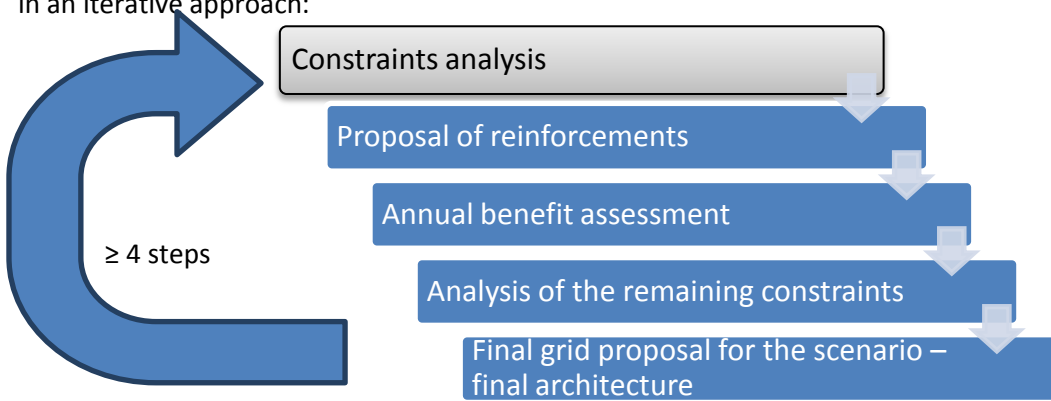 in an iterative approach:
Constraints analysis
Proposal of reinforcements
Annual benefit assessment
≥ 4 steps
Analysis of the remaining constraints
Final grid proposal for the scenario –
final architecture